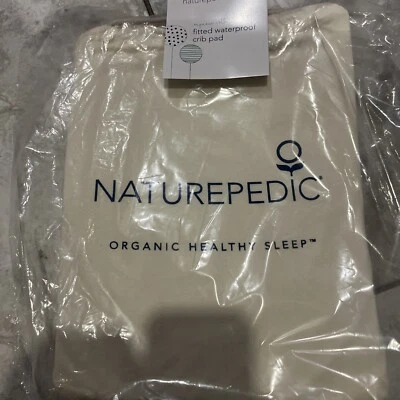 fitted waterproof
crib pad
NATUREPEDIC®
ORGANIC HEALTHY SLEEP™